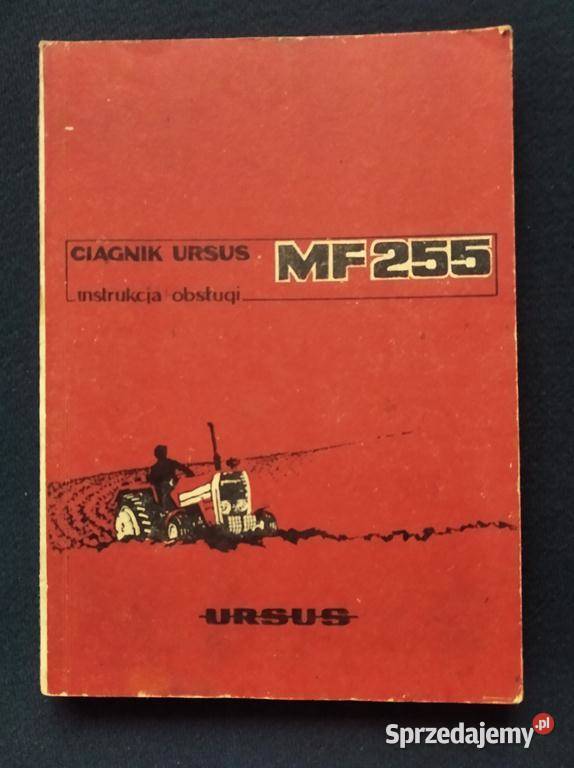 CIĄGNIK URSUS MF 255
instrukcja obsługi
URSUS
Sprzedajemy.pl